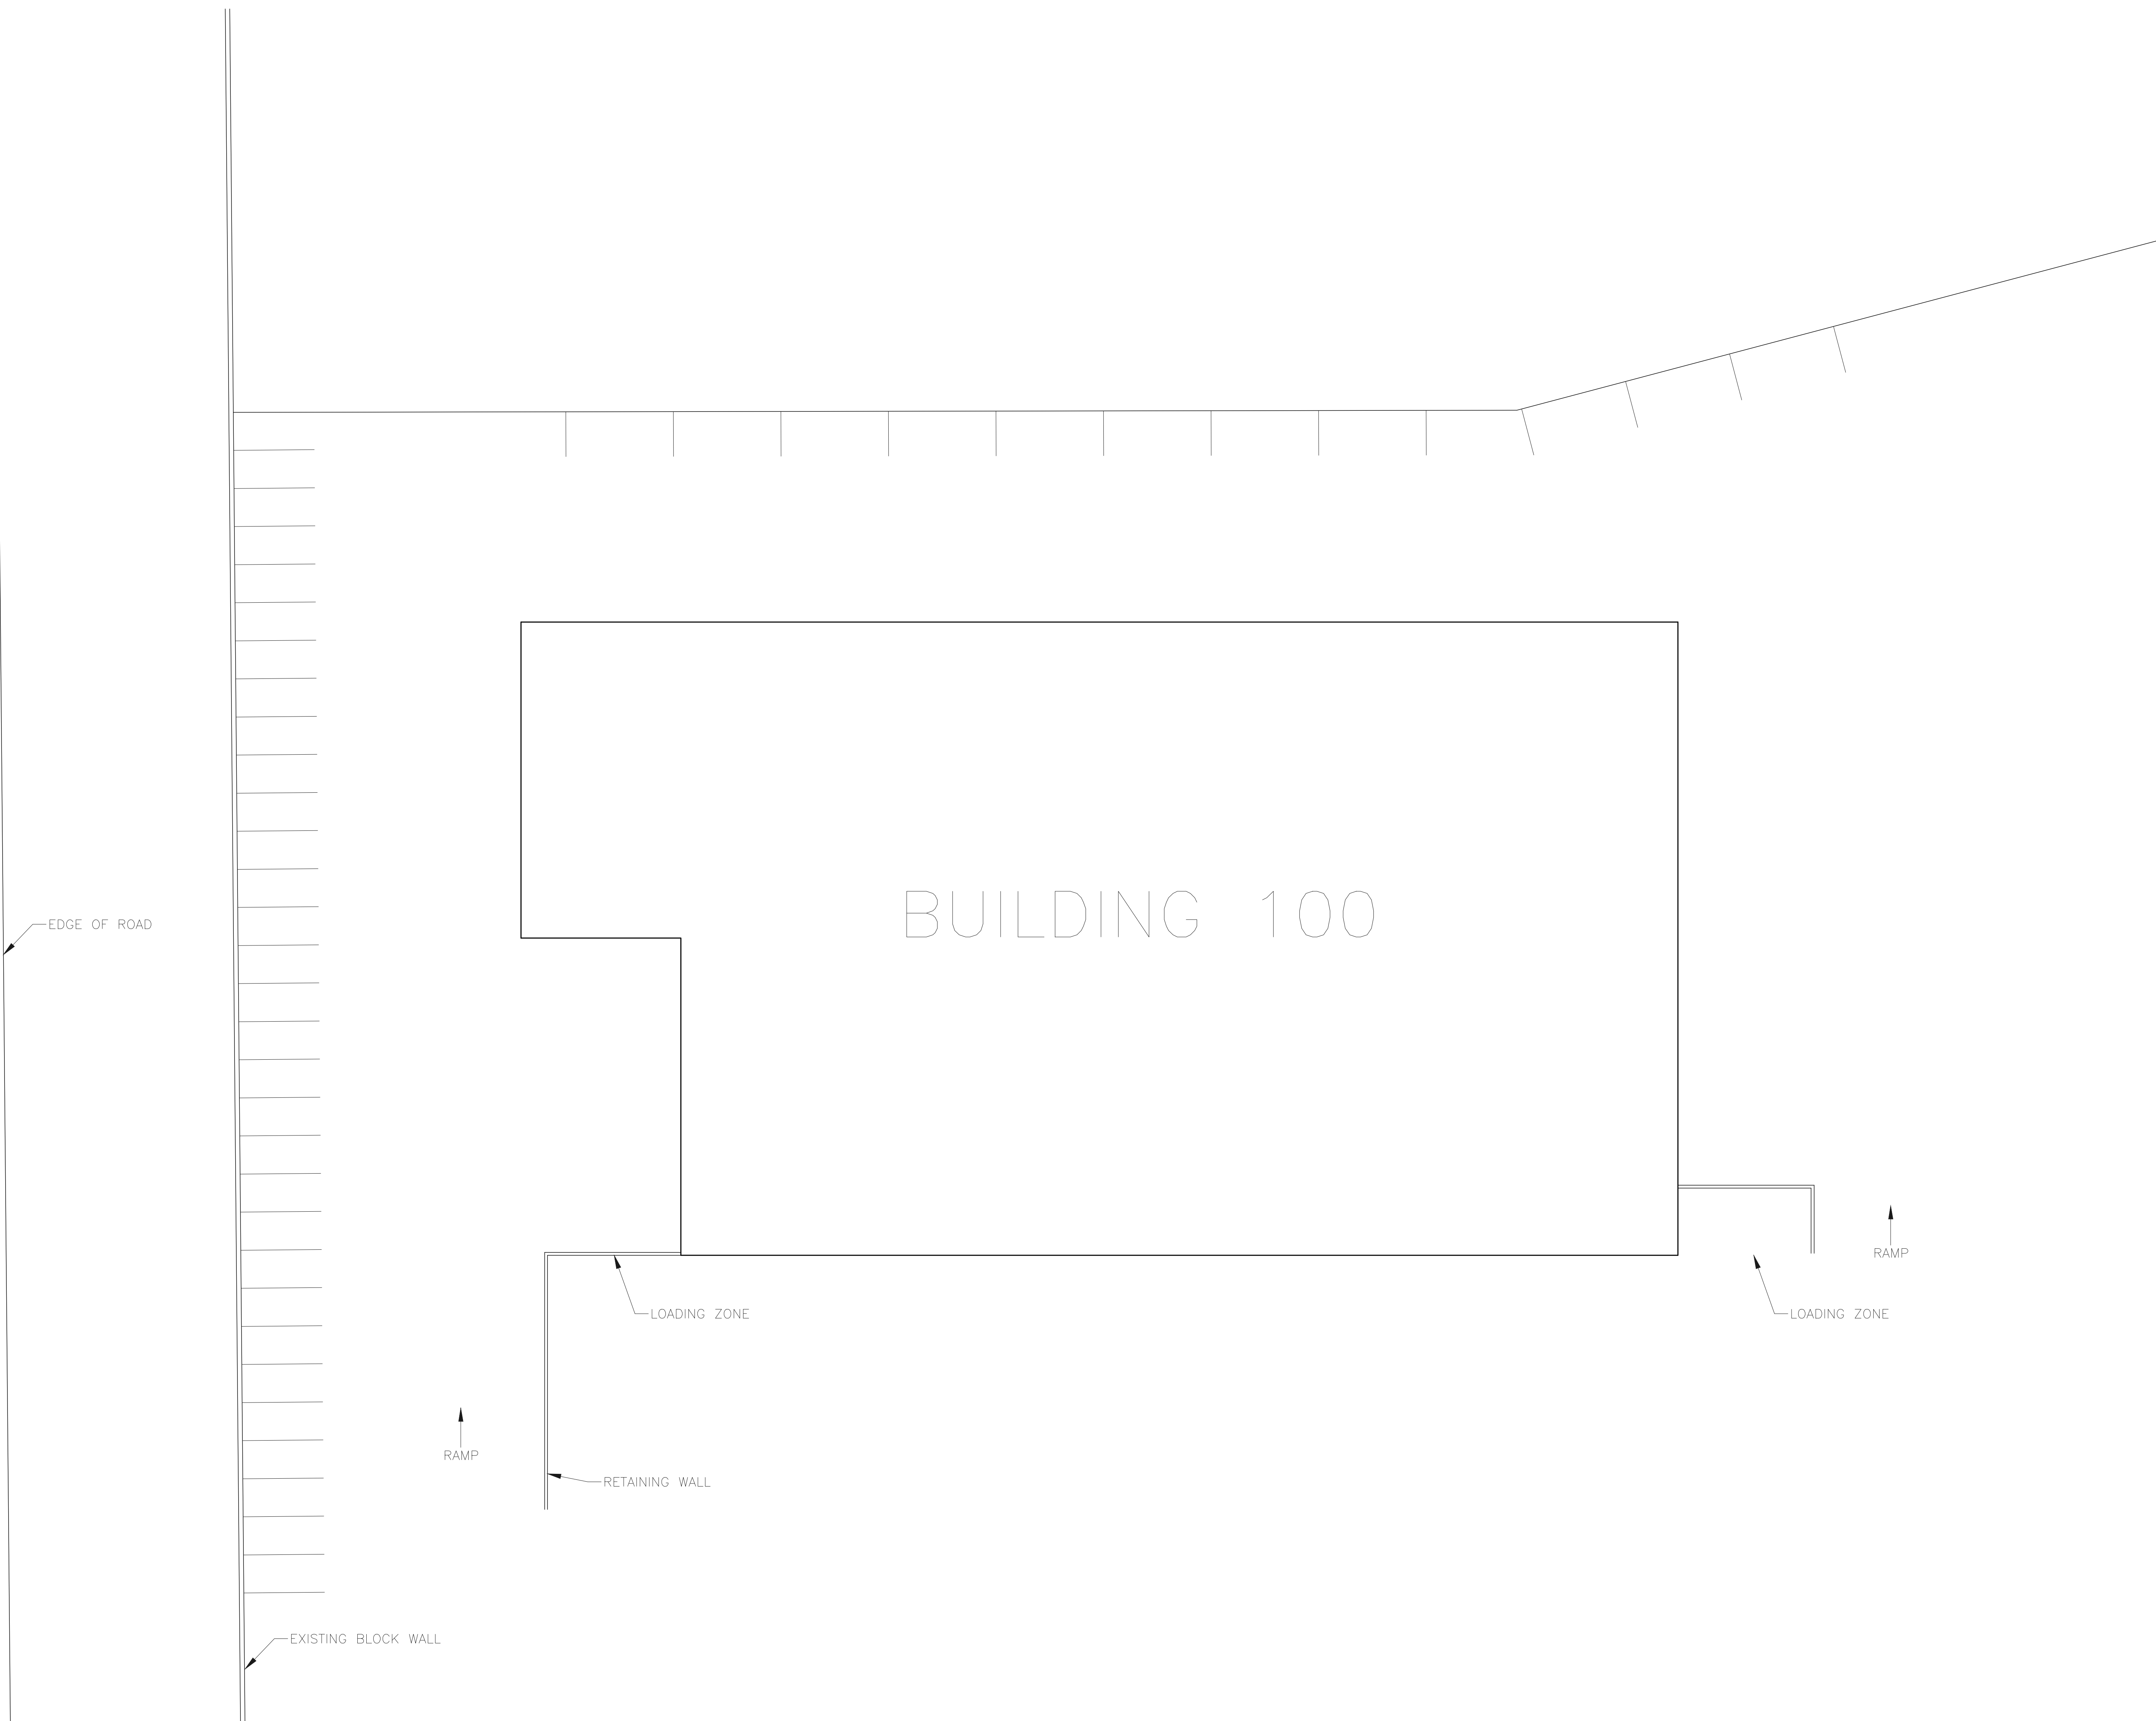 BUILDING 100
EDGE OF ROAD
RAMP
LOADING ZONE
LOADING ZONE
RAMP
RETAINING WALL
EXISTING BLOCK WALL